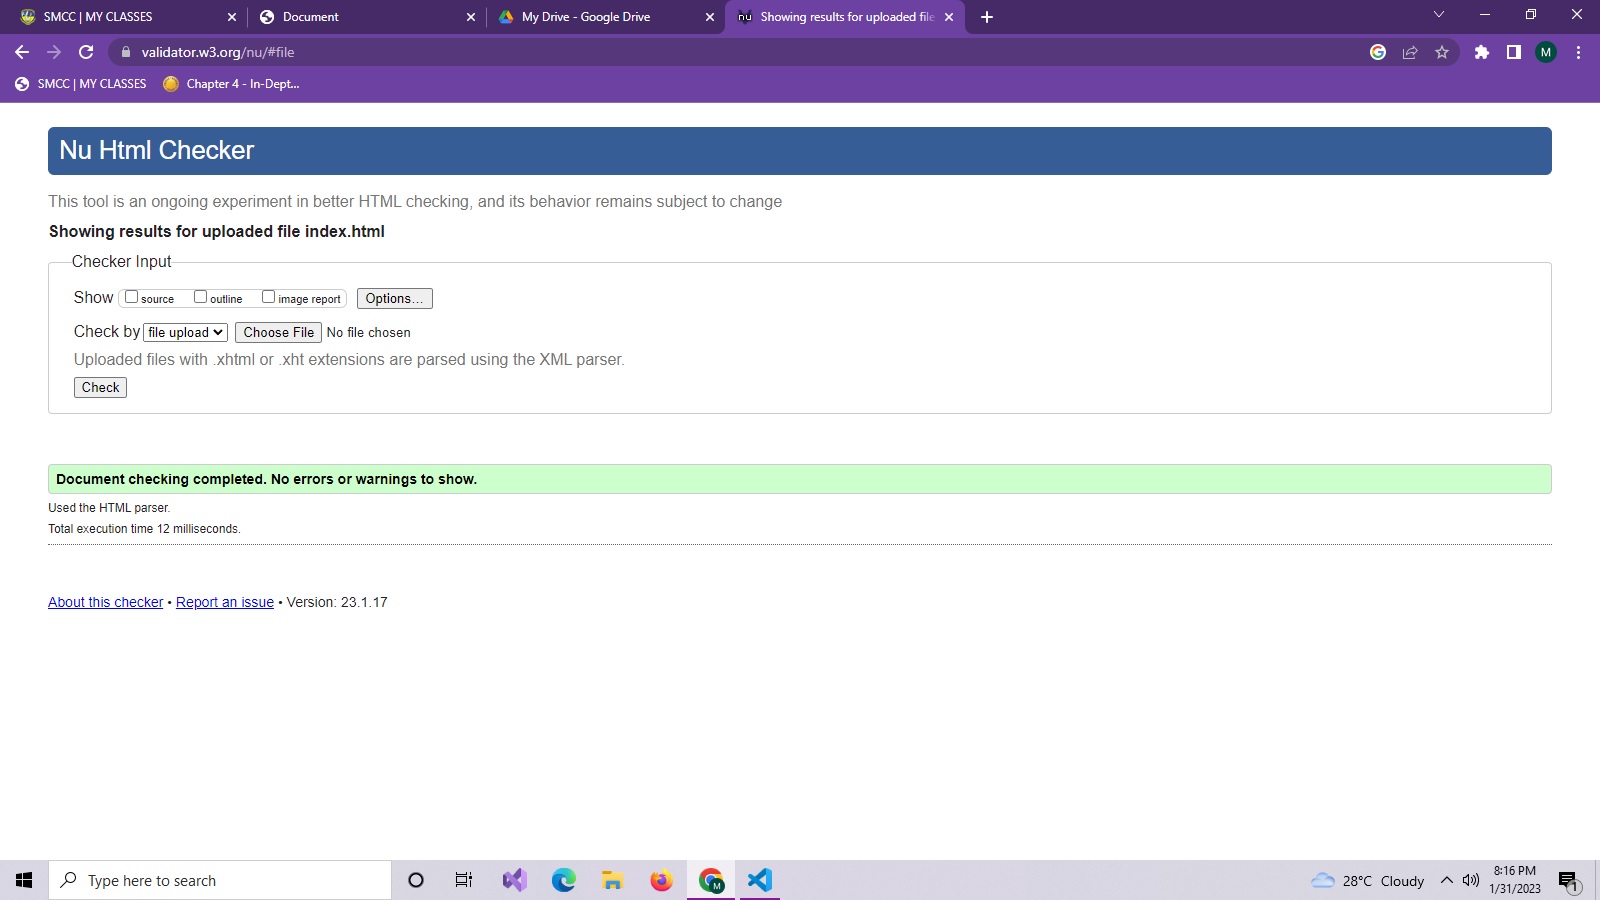 SMCC | MY CLASSES
Document
My Drive - Google Drive
nu Showing results for uploaded file
validator.w3.org/nu/#file
M
SMCC | MY CLASSES
Chapter 4 - In-Dept...
Nu Html Checker
This tool is an ongoing experiment in better HTML checking, and its behavior remains subject to change
Showing results for uploaded file index.html
Checker Input
Show source outline image report Options...
Check by file upload Choose File No file chosen
Uploaded files with .xhtml or .xht extensions are parsed using the XML parser.
Check
Document checking completed. No errors or warnings to show.
Used the HTML parser.
Total execution time 12 milliseconds.
About this checker • Report an issue • Version: 23.1.17
Type here to search
M
28°C Cloudy
8:16 PM
1/31/2023
1